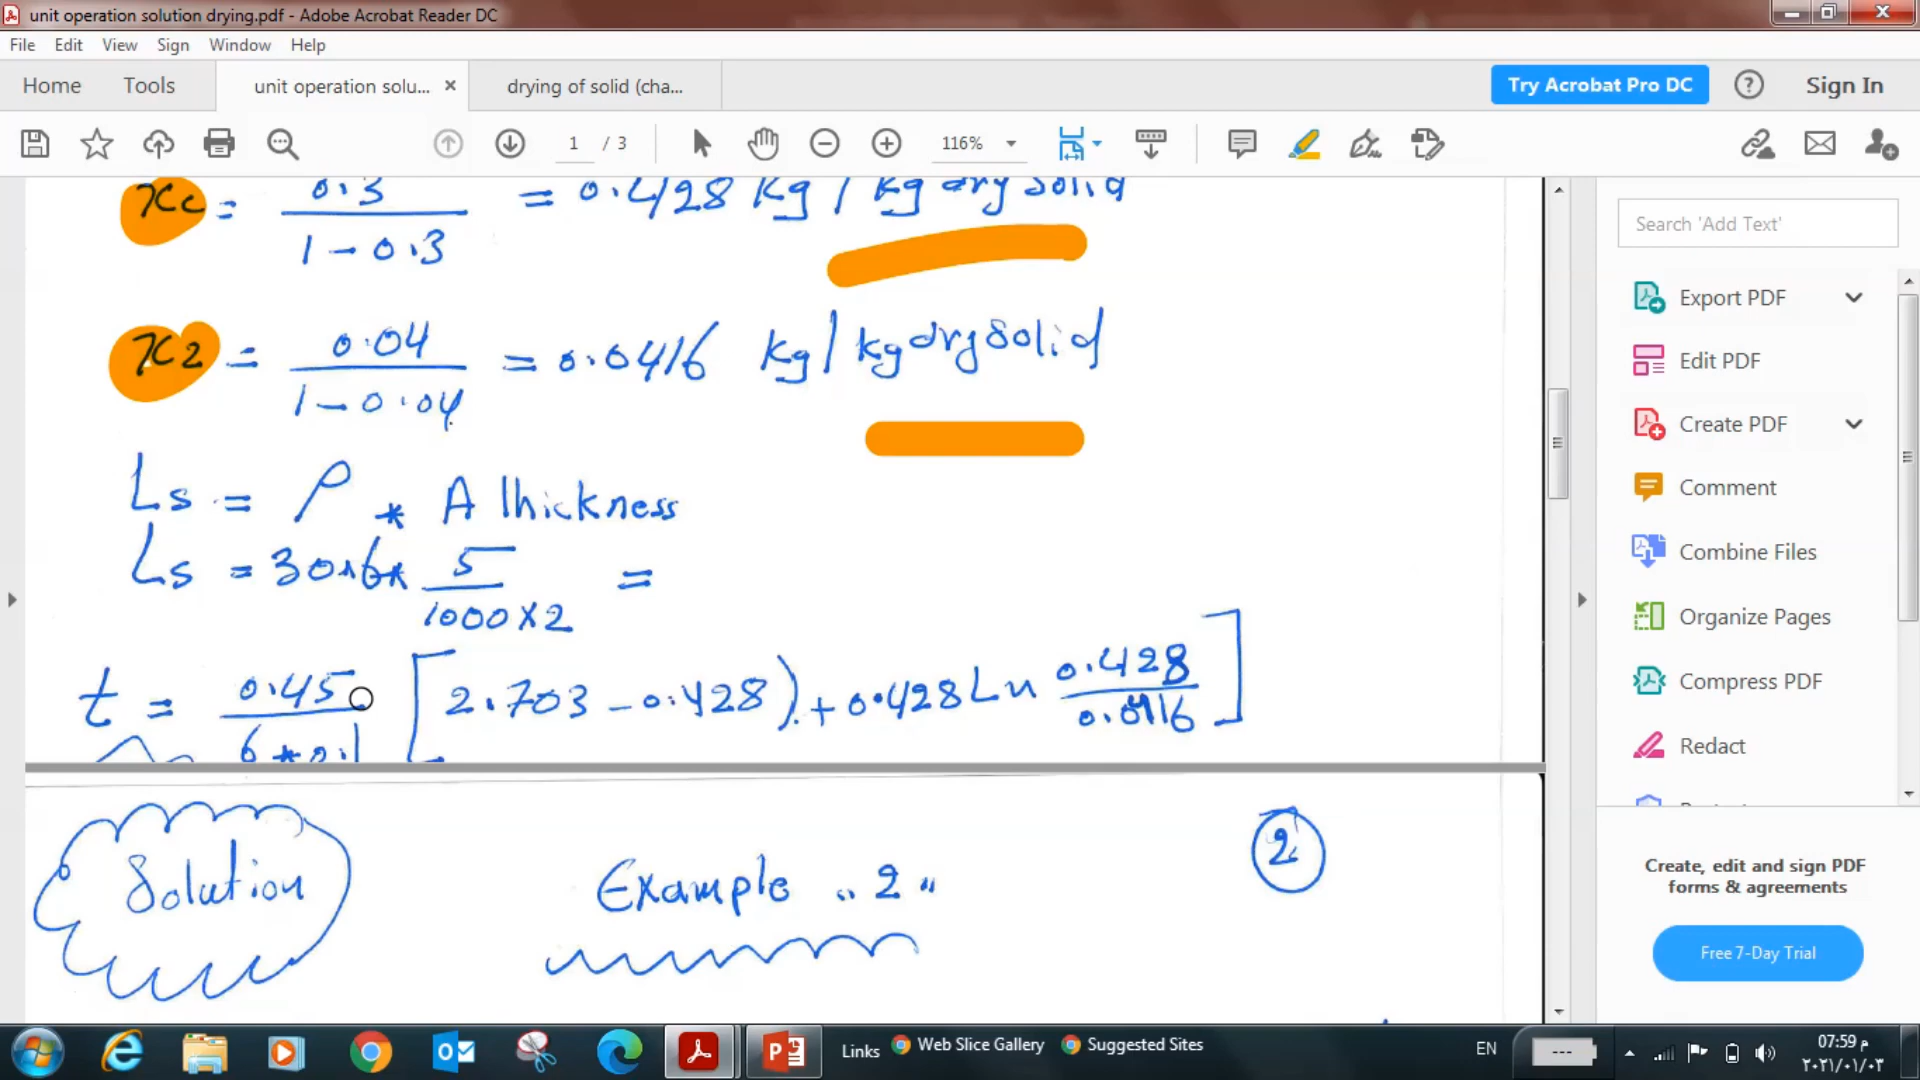 unit operation solution drying.pdf - Adobe Acrobat Reader DC
File Edit View Sign Window Help
Home Tools unit operation solu... × drying of solid (cha... Try Acrobat Pro DC Sign In
1 / 3 116%
xc = 0.3 / 1 - 0.3 = 0.428 kg / kg dry solid
x2 = 0.04 / 1 - 0.04 = 0.0416 kg / kg dry solid
Ls = ρ * A thickness
Ls = 30*6* 5 / 1000 × 2 =
t = 0.450 / 6 * 0.1 [ 2.703 - 0.428 ) + 0.428 Ln 0.428 / 0.0416 ]
Solution Example "2" 2
Search 'Add Text'
Export PDF
Edit PDF
Create PDF
Comment
Combine Files
Organize Pages
Compress PDF
Redact
Create, edit and sign PDF
forms & agreements
Free 7-Day Trial
Links Web Slice Gallery Suggested Sites EN --- 07:59 م
٢٠٢١/٠١/٠٣